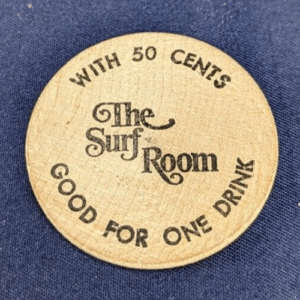 WITH 50 CENTS
The
Surf
Room
GOOD FOR ONE DRINK